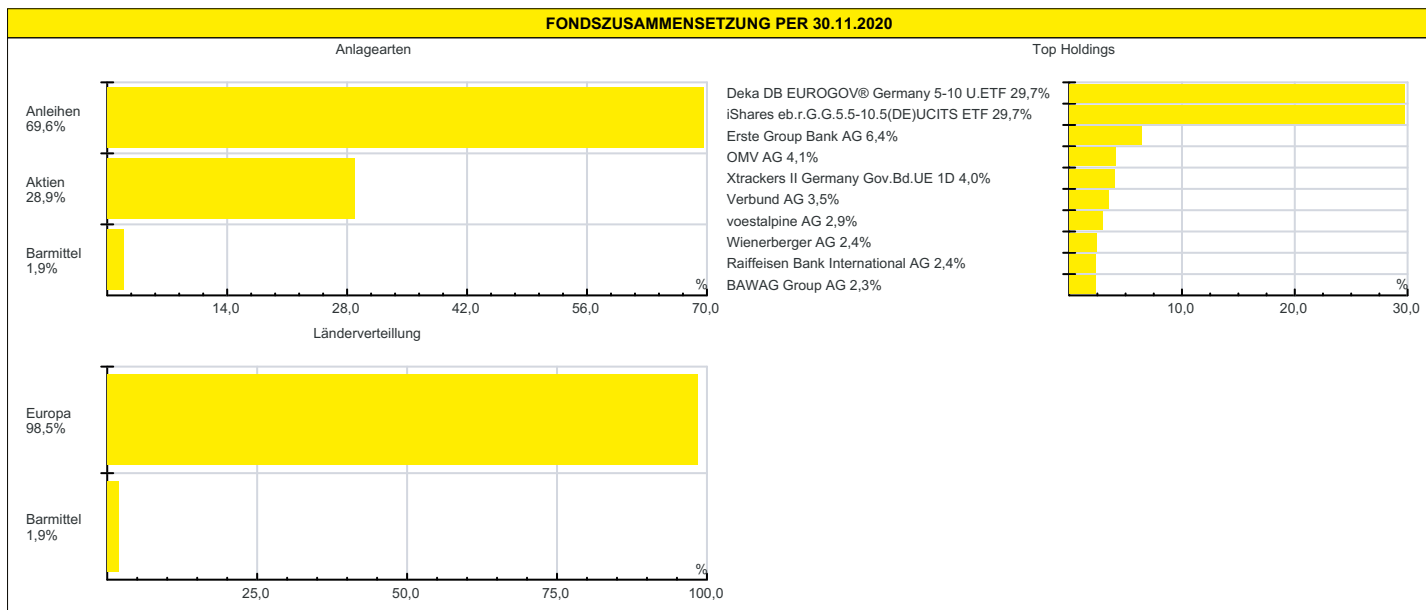 FONDSZUSAMMENSETZUNG PER 30.11.2020
Anlagearten
Anleihen
69,6%
Aktien
28,9%
Barmittel
1,9%
%
14,0 28,0 42,0 56,0 70,0
Top Holdings
Deka DB EUROGOV® Germany 5-10 U.ETF 29,7%
iShares eb.r.G.G.5.5-10.5(DE)UCITS ETF 29,7%
Erste Group Bank AG 6,4%
OMV AG 4,1%
Xtrackers II Germany Gov.Bd.UE 1D 4,0%
Verbund AG 3,5%
voestalpine AG 2,9%
Wienerberger AG 2,4%
Raiffeisen Bank International AG 2,4%
BAWAG Group AG 2,3%
%
10,0 20,0 30,0
Länderverteillung
Europa
98,5%
Barmittel
1,9%
%
25,0 50,0 75,0 100,0